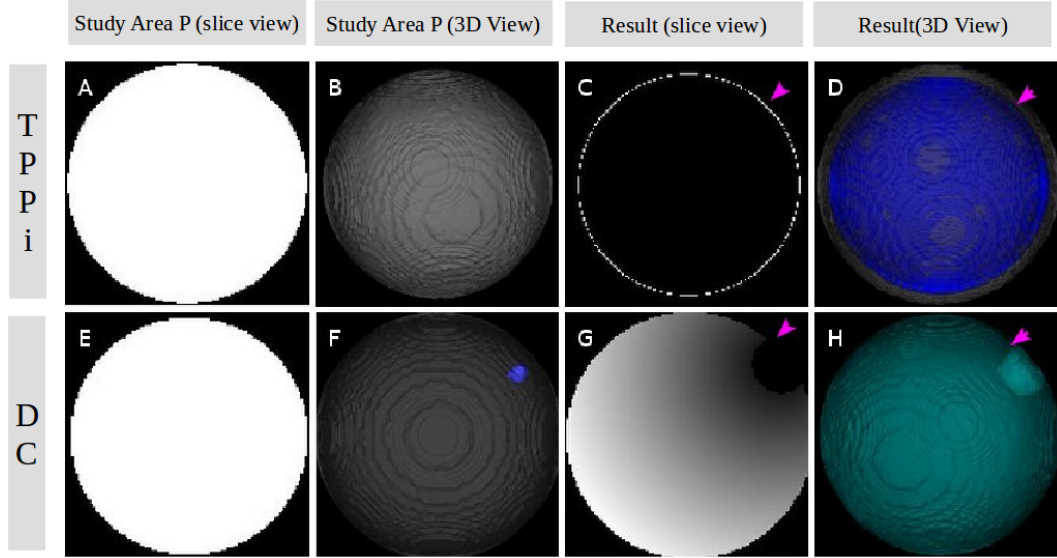 Study Area P (slice view)
Study Area P (3D View)
Result (slice view)
Result(3D View)
T
P
P
i
A
B
C
D
D
C
E
F
G
H